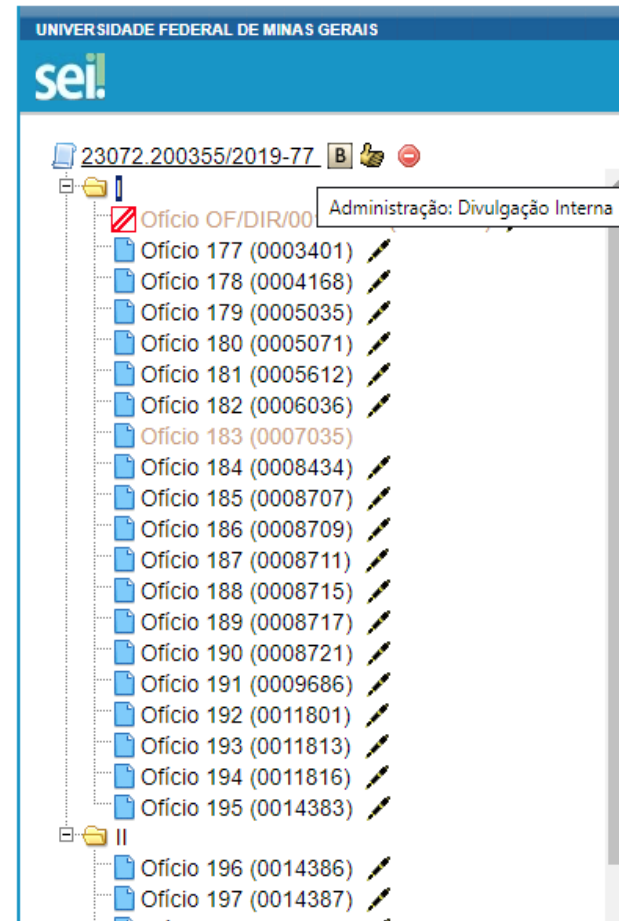 UNIVERSIDADE FEDERAL DE MINAS GERAIS
sei!
23072.200355/2019-77 B
I
Ofício OF/DIR/00
Administração: Divulgação Interna
Ofício 177 (0003401)
Ofício 178 (0004168)
Ofício 179 (0005035)
Ofício 180 (0005071)
Ofício 181 (0005612)
Ofício 182 (0006036)
Ofício 183 (0007035)
Ofício 184 (0008434)
Ofício 185 (0008707)
Ofício 186 (0008709)
Ofício 187 (0008711)
Ofício 188 (0008715)
Ofício 189 (0008717)
Ofício 190 (0008721)
Ofício 191 (0009686)
Ofício 192 (0011801)
Ofício 193 (0011813)
Ofício 194 (0011816)
Ofício 195 (0014383)
II
Ofício 196 (0014386)
Ofício 197 (0014387)